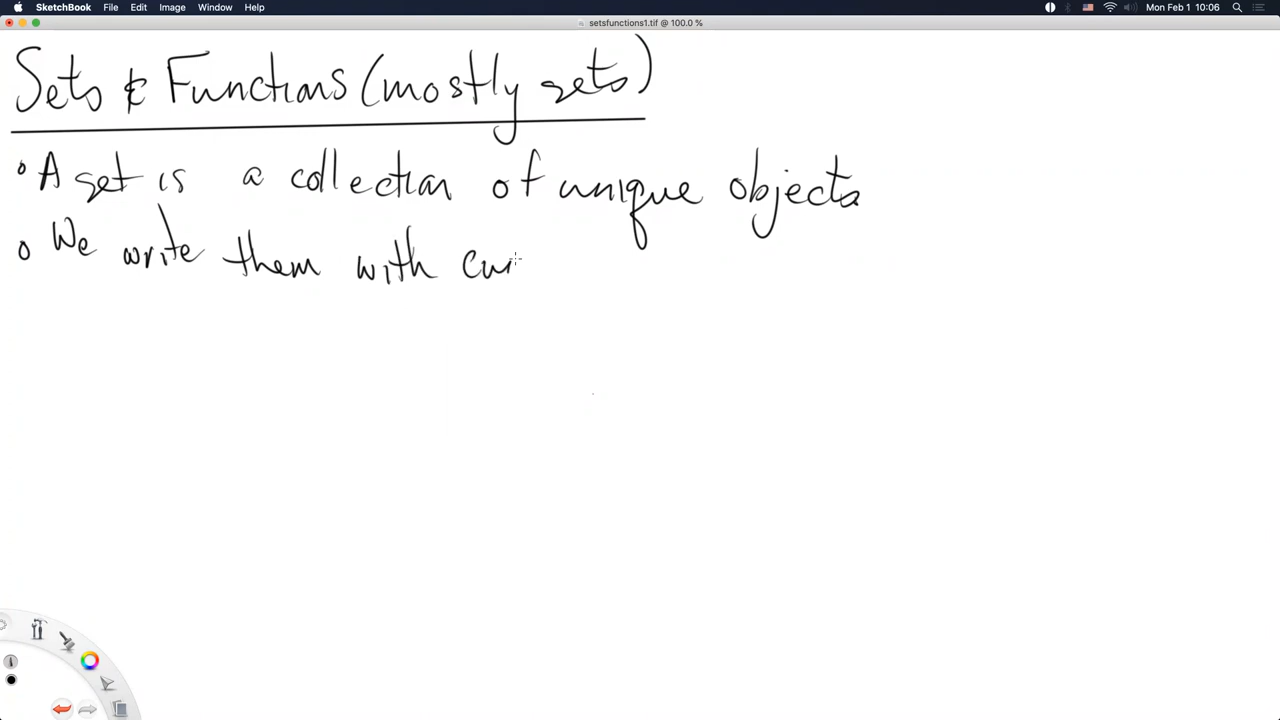 SketchBook File Edit Image Window Help Mon Feb 1 10:06
setsfunctions1.tif @ 100.0 %
Sets & Functions (mostly sets)
• A set is a collection of unique objects
• We write them with cur